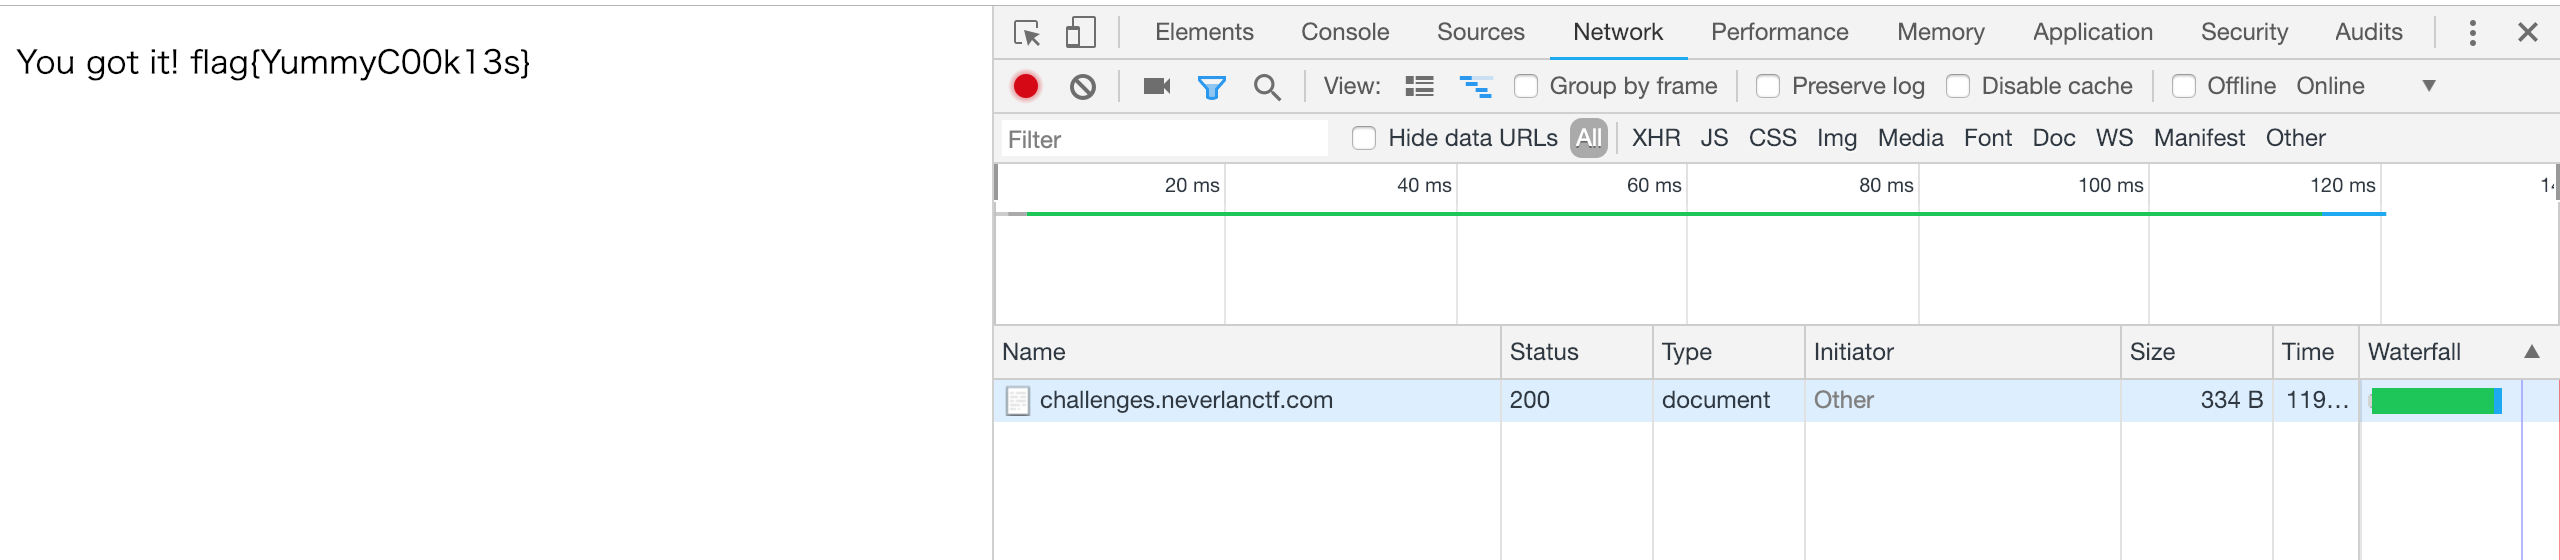 You got it! flag{YummyC00k13s}
Elements Console Sources Network Performance Memory Application Security Audits
View: Group by frame Preserve log Disable cache Offline Online
Filter Hide data URLs All XHR JS CSS Img Media Font Doc WS Manifest Other
20 ms 40 ms 60 ms 80 ms 100 ms 120 ms
Name Status Type Initiator Size Time Waterfall
challenges.neverlanctf.com 200 document Other 334 B 119...